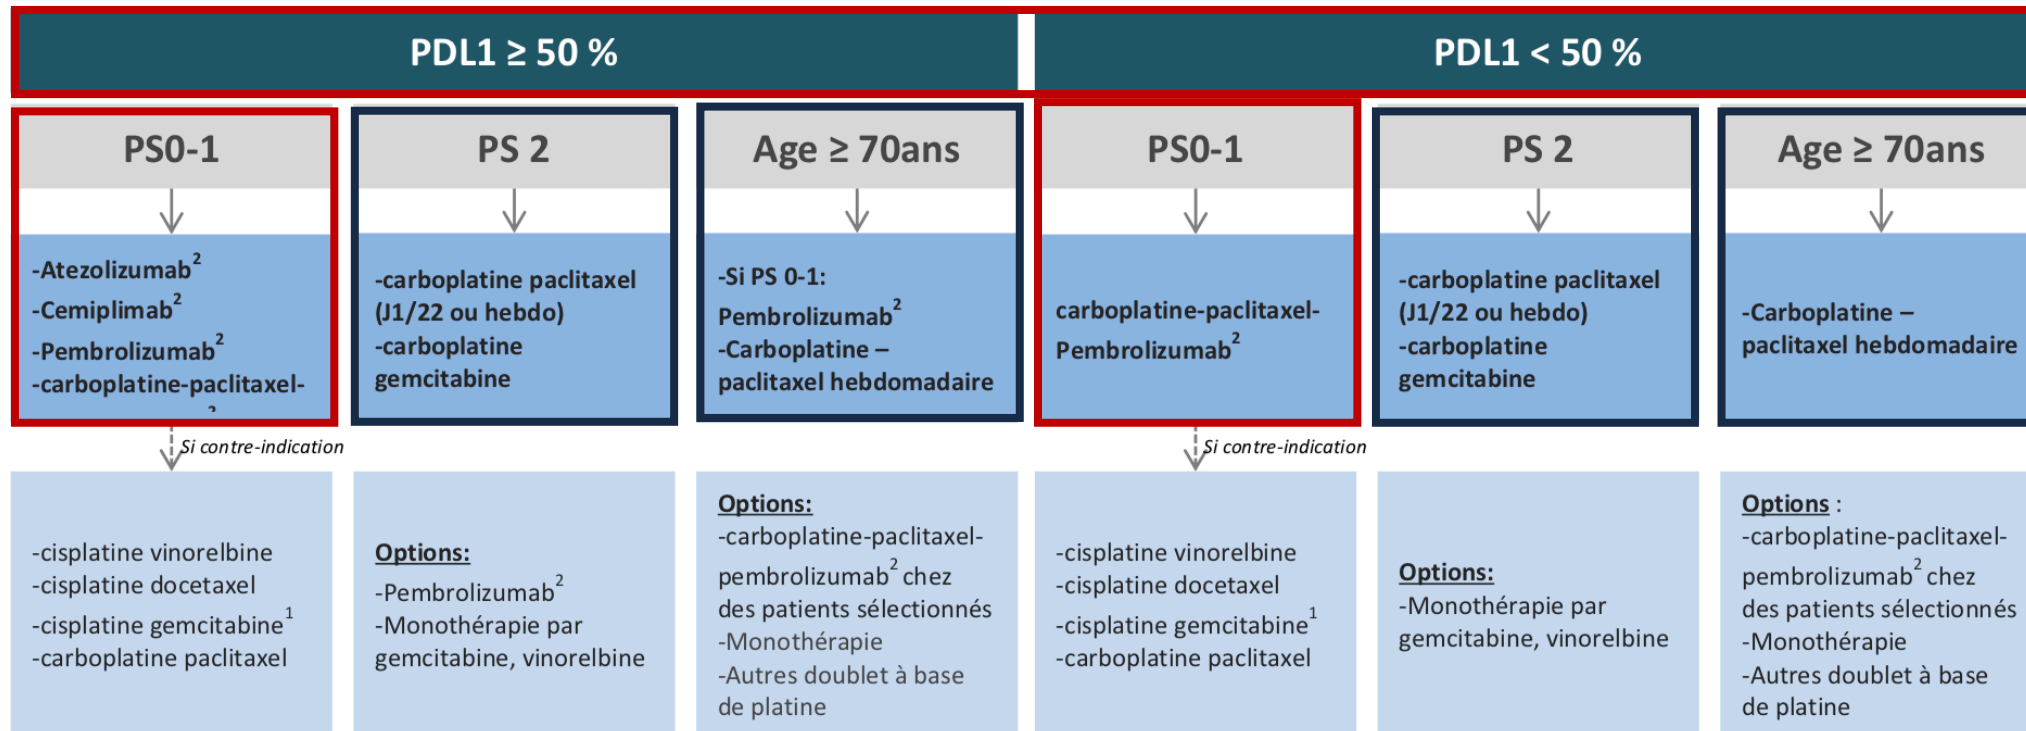 PDL1 ≥ 50 %
PDL1 < 50 %
PS0-1
PS 2
Age ≥ 70ans
PS0-1
PS 2
Age ≥ 70ans
-Atezolizumab²
-Cemiplimab²
-Pembrolizumab²
-carboplatine-paclitaxel-
-carboplatine paclitaxel
(J1/22 ou hebdo)
-carboplatine
gemcitabine
-Si PS 0-1:
Pembrolizumab²
-Carboplatine –
paclitaxel hebdomadaire
carboplatine-paclitaxel-
Pembrolizumab²
-carboplatine paclitaxel
(J1/22 ou hebdo)
-carboplatine
gemcitabine
-Carboplatine –
paclitaxel hebdomadaire
Si contre-indication
Si contre-indication
-cisplatine vinorelbine
-cisplatine docetaxel
-cisplatine gemcitabine¹
-carboplatine paclitaxel
Options:
-Pembrolizumab²
-Monothérapie par
gemcitabine, vinorelbine
Options:
-carboplatine-paclitaxel-
pembrolizumab² chez
des patients sélectionnés
-Monothérapie
-Autres doublet à base
de platine
-cisplatine vinorelbine
-cisplatine docetaxel
-cisplatine gemcitabine¹
-carboplatine paclitaxel
Options:
-Monothérapie par
gemcitabine, vinorelbine
Options :
-carboplatine-paclitaxel-
pembrolizumab² chez
des patients sélectionnés
-Monothérapie
-Autres doublet à base
de platine